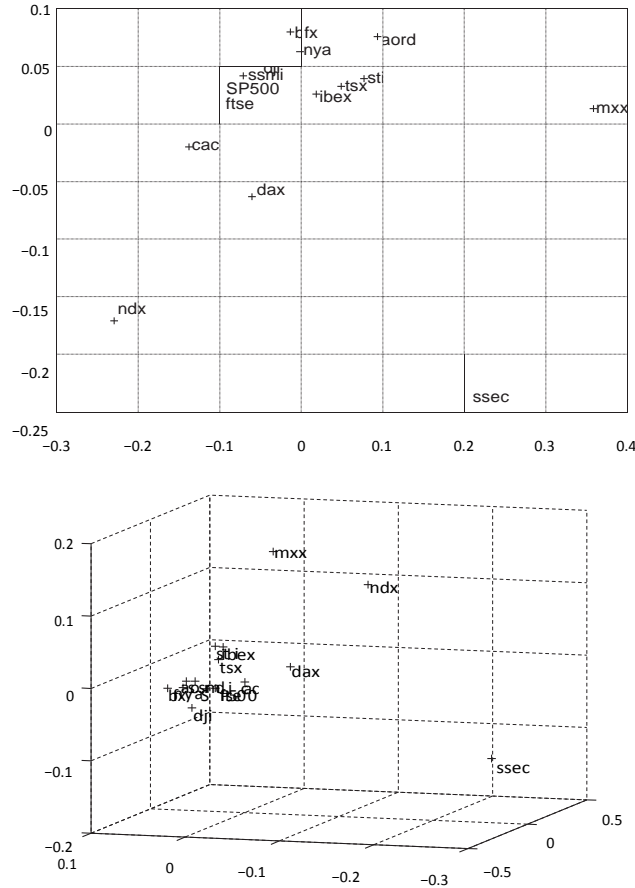 0.1
bfx
nya
aord
0.05
dji
ssmi
SP500
ftse
tsx
sti
ibex
mxx
0
cac
−0.05
dax
−0.1
−0.15
ndx
−0.2
ssec
−0.25
−0.3 −0.2 −0.1 0 0.1 0.2 0.3 0.4
0.2
mxx
ndx
0.1
ibex
tsx
dax
0
dji
−0.1
ssec
−0.2
0.1 0 −0.1 −0.2 −0.3
−0.5 0 0.5